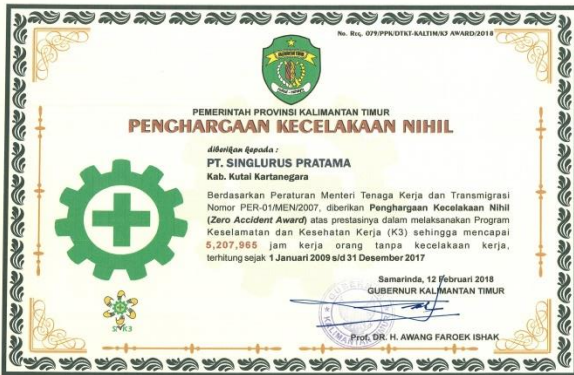 No. Reg. 079/PPK/DTKT-KALTIM/K3 AWARD/2018
PEMERINTAH PROVINSI KALIMANTAN TIMUR
PENGHARGAAN KECELAKAAN NIHIL
diberikan kepada :
PT. SINGLURUS PRATAMA
Kab. Kutai Kartanegara
Berdasarkan Peraturan Menteri Tenaga Kerja dan Transmigrasi
Nomor PER-01/MEN/2007, diberikan Penghargaan Kecelakaan Nihil
(Zero Accident Award) atas prestasinya dalam melaksanakan Program
Keselamatan dan Kesehatan Kerja (K3) sehingga mencapai
5,207,965 jam kerja orang tanpa kecelakaan kerja,
terhitung sejak 1 Januari 2009 s/d 31 Desember 2017
Samarinda, 12 Februari 2018
GUBERNUR KALIMANTAN TIMUR
Prof. DR. H. AWANG FAROEK ISHAK